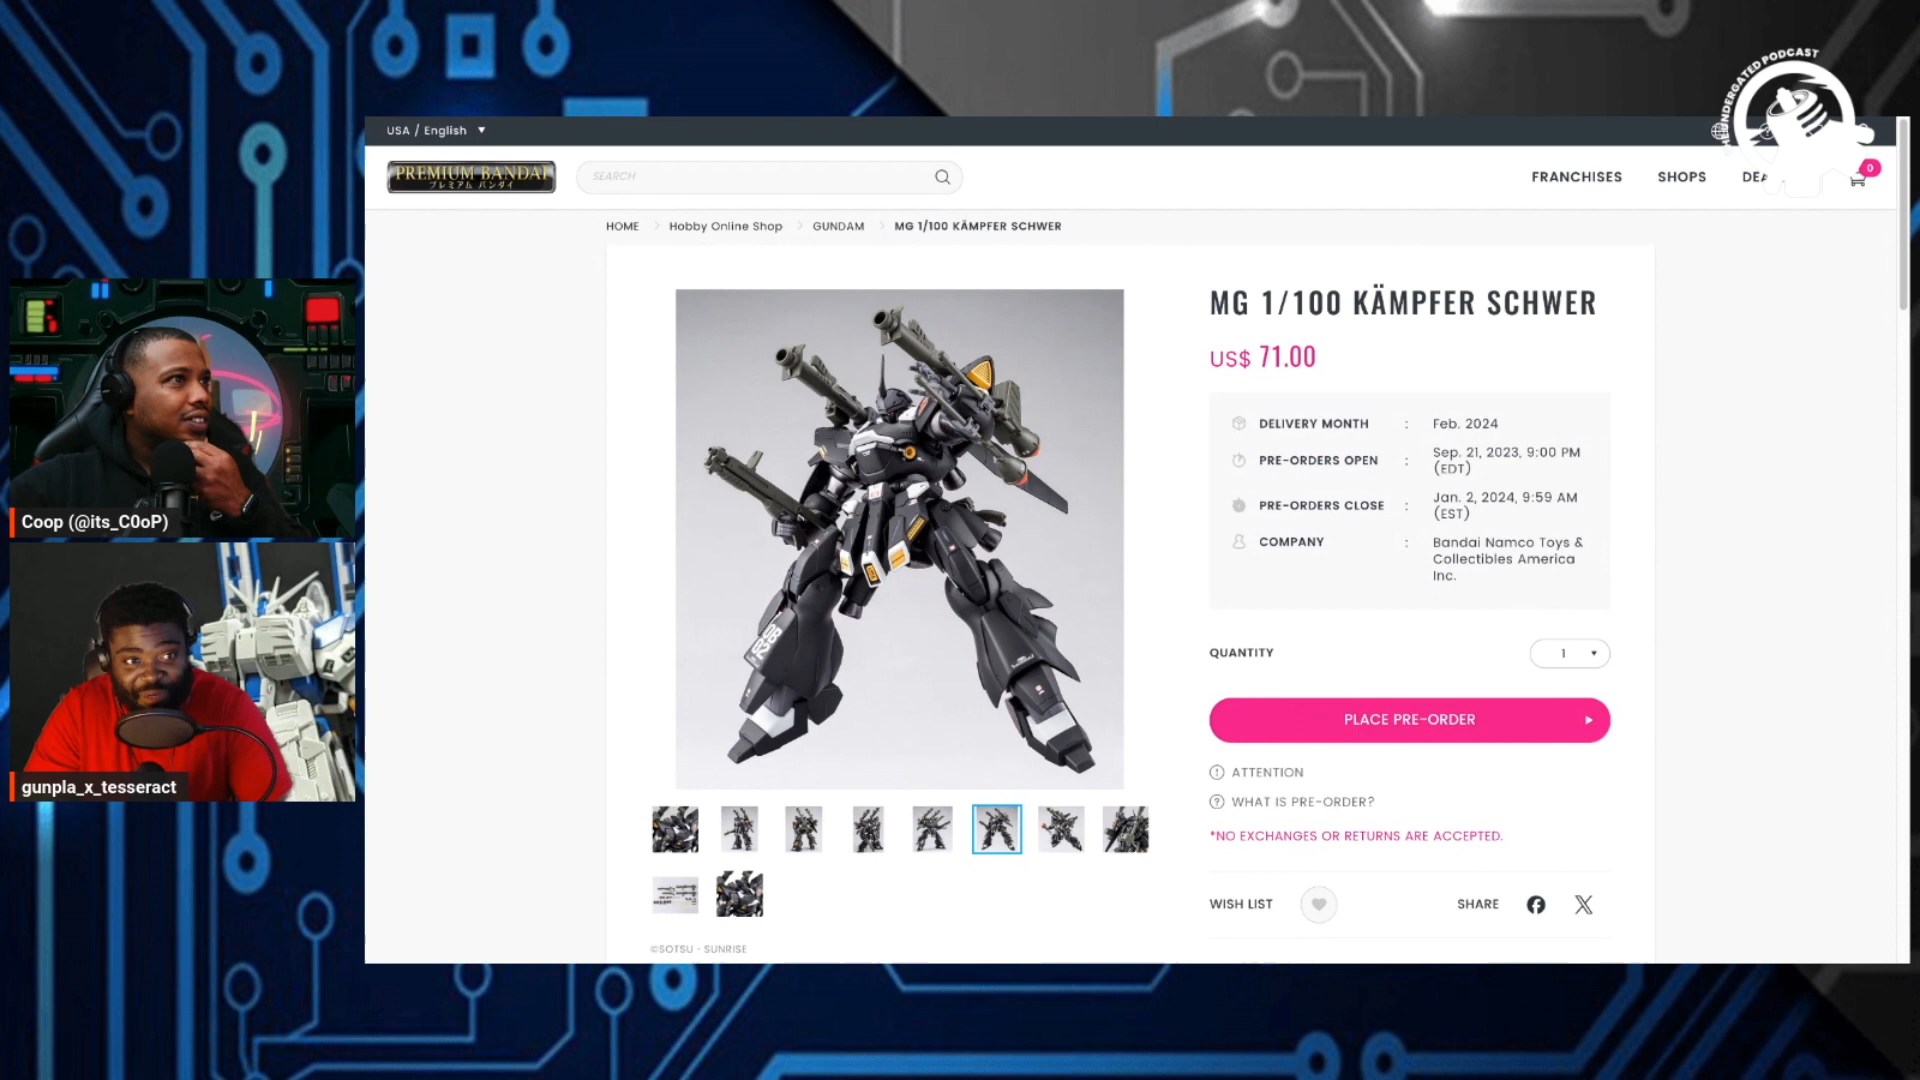 THE UNDERGATED PODCAST
USA / English
PREMIUM BANDAI
プレミアム バンダイ
SEARCH
FRANCHISES
SHOPS
0
HOME
Hobby Online Shop
GUNDAM
MG 1/100 KÄMPFER SCHWER
MG 1/100 KÄMPFER SCHWER
US$ 71.00
DELIVERY MONTH : Feb. 2024
PRE-ORDERS OPEN : Sep. 21, 2023, 9:00 PM
(EDT)
PRE-ORDERS CLOSE : Jan. 2, 2024, 9:59 AM
(EST)
COMPANY : Bandai Namco Toys &
Collectibles America
Inc.
QUANTITY
1
PLACE PRE-ORDER
ATTENTION
WHAT IS PRE-ORDER?
*NO EXCHANGES OR RETURNS ARE ACCEPTED.
WISH LIST
SHARE
©SOTSU・SUNRISE
Coop (@its_C0oP)
gunpla_x_tesseract